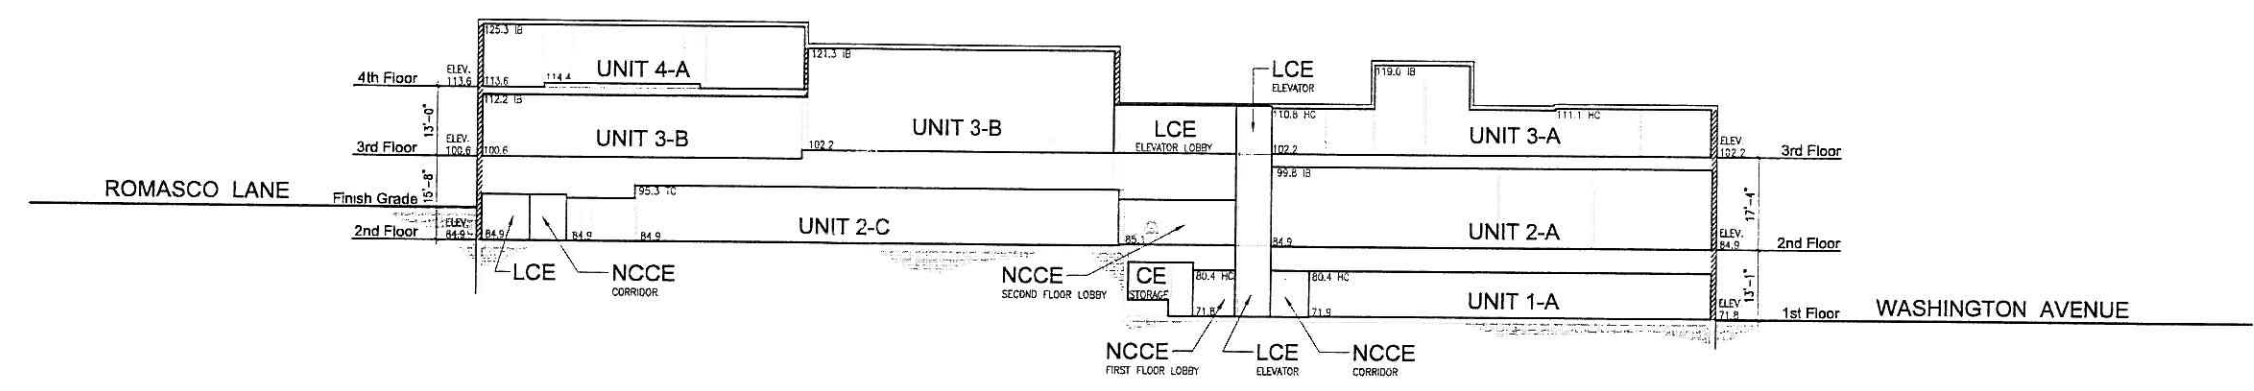 125.3 IB
UNIT 4-A
4th Floor
ELEV.
113.6
113.6
114.4
112.2 IB
13'-0"
UNIT 3-B
3rd Floor
ELEV.
100.6
100.6
121.3 IB
UNIT 3-B
102.2
LCE
ELEVATOR LOBBY
LCE
ELEVATOR
119.0 IB
110.8 HC
111.1 HC
UNIT 3-A
102.2
ELEV
102.2
3rd Floor
ROMASCO LANE
Finish Grade
15'-8"
2nd Floor
ELEV.
84.9
84.9
84.9
95.3 TC
84.9
UNIT 2-C
85.1
99.8 IB
UNIT 2-A
84.9
17'-4"
ELEV.
84.9
2nd Floor
LCE
NCCE
CORRIDOR
NCCE
SECOND FLOOR LOBBY
CE
STORAGE
80.4 HC
71.8
80.4 HC
71.9
UNIT 1-A
13'-1"
ELEV
71.8
1st Floor
WASHINGTON AVENUE
NCCE
FIRST FLOOR LOBBY
LCE
ELEVATOR
NCCE
CORRIDOR